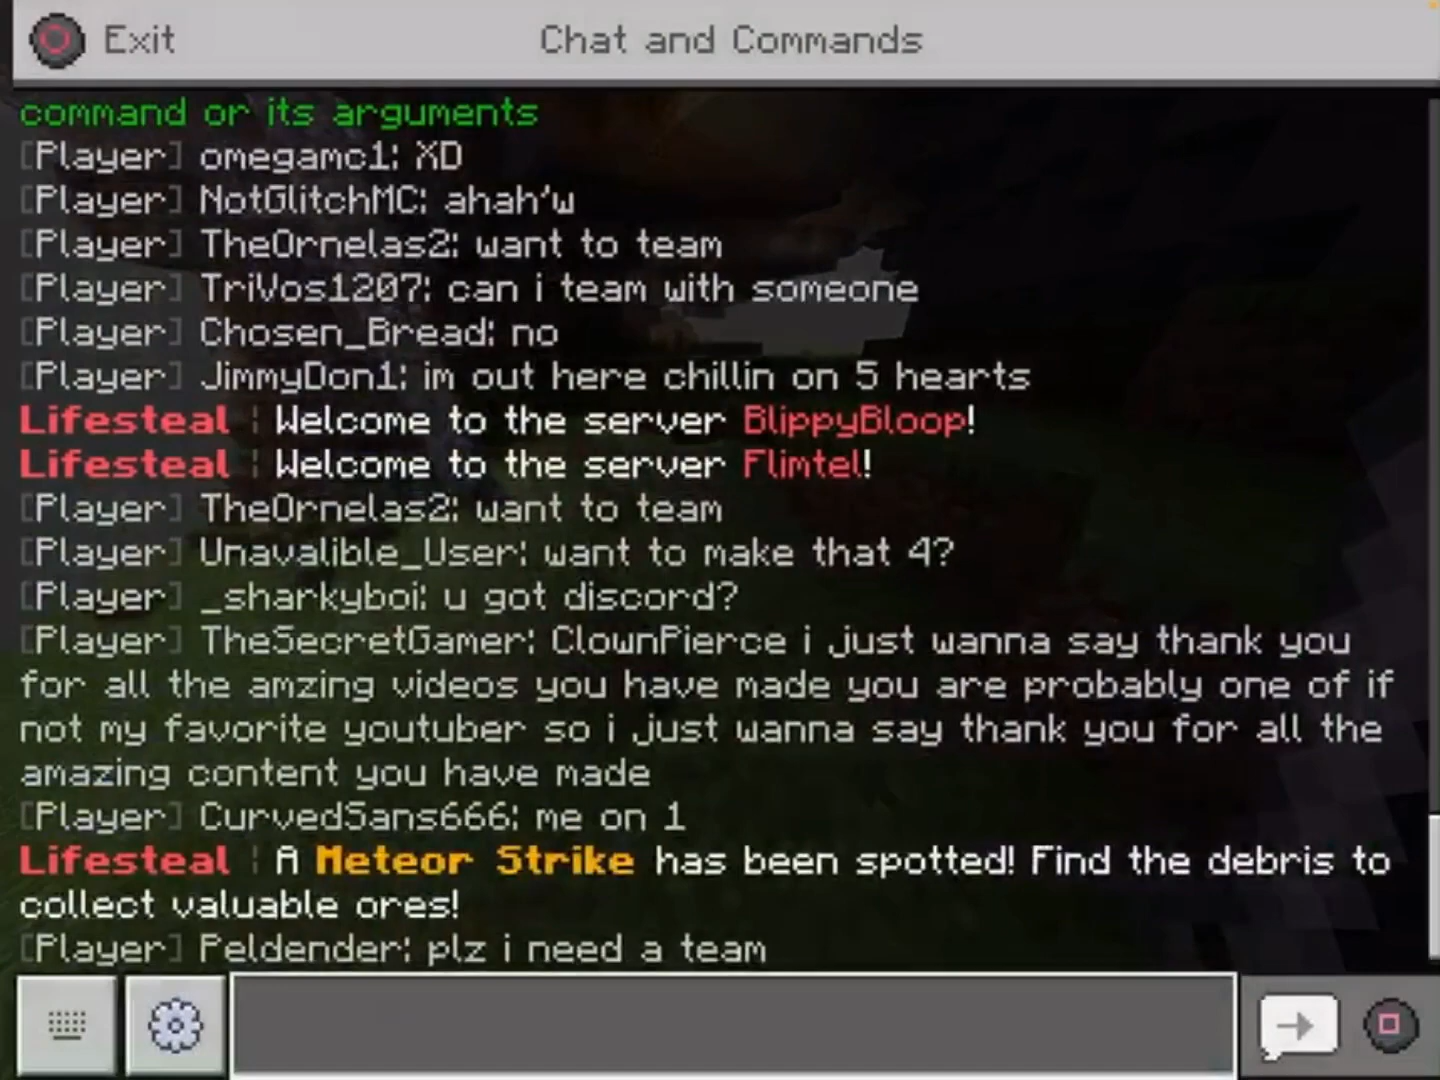 Exit
Chat and Commands
command or its arguments
[Player] omegamc1: XD
[Player] NotGlitchMC: ahah'w
[Player] TheOrnelas2: want to team
[Player] TriVos1207: can i team with someone
[Player] Chosen_Bread: no
[Player] JimmyDon1: im out here chillin on 5 hearts
Lifesteal | Welcome to the server BlippyBloop!
Lifesteal | Welcome to the server Flimtel!
[Player] TheOrnelas2: want to team
[Player] Unavalible_User: want to make that 4?
[Player] _sharkyboi: u got discord?
[Player] TheSecretGamer: ClownPierce i just wanna say thank you
for all the amzing videos you have made you are probably one of if
not my favorite youtuber so i just wanna say thank you for all the
amazing content you have made
[Player] CurvedSans666: me on 1
Lifesteal | A Meteor Strike has been spotted! Find the debris to
collect valuable ores!
[Player] Peldender: plz i need a team